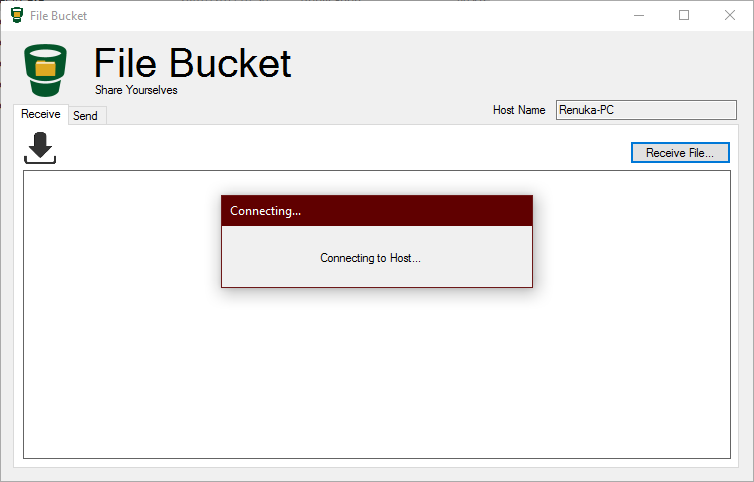 File Bucket
File Bucket
Share Yourselves
Receive
Send
Host Name
Renuka-PC
Receive File...
Connecting...
Connecting to Host...